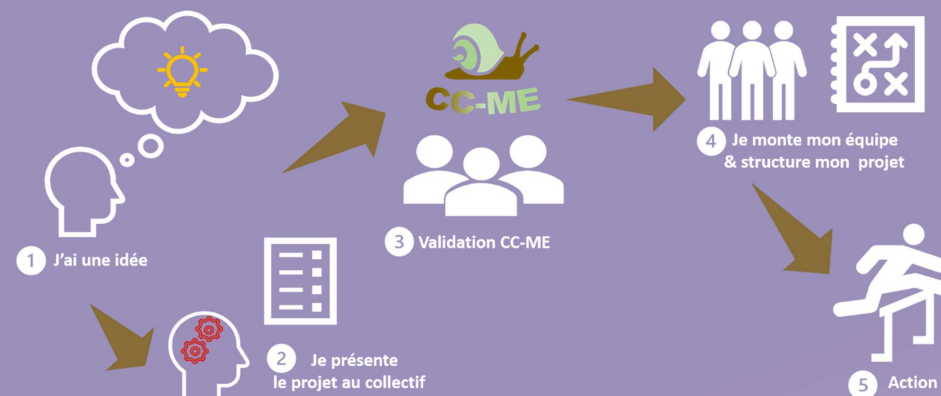 1 J'ai une idée
2 Je présente
le projet au collectif
CC-ME
3 Validation CC-ME
4 Je monte mon équipe
& structure mon projet
5 Action